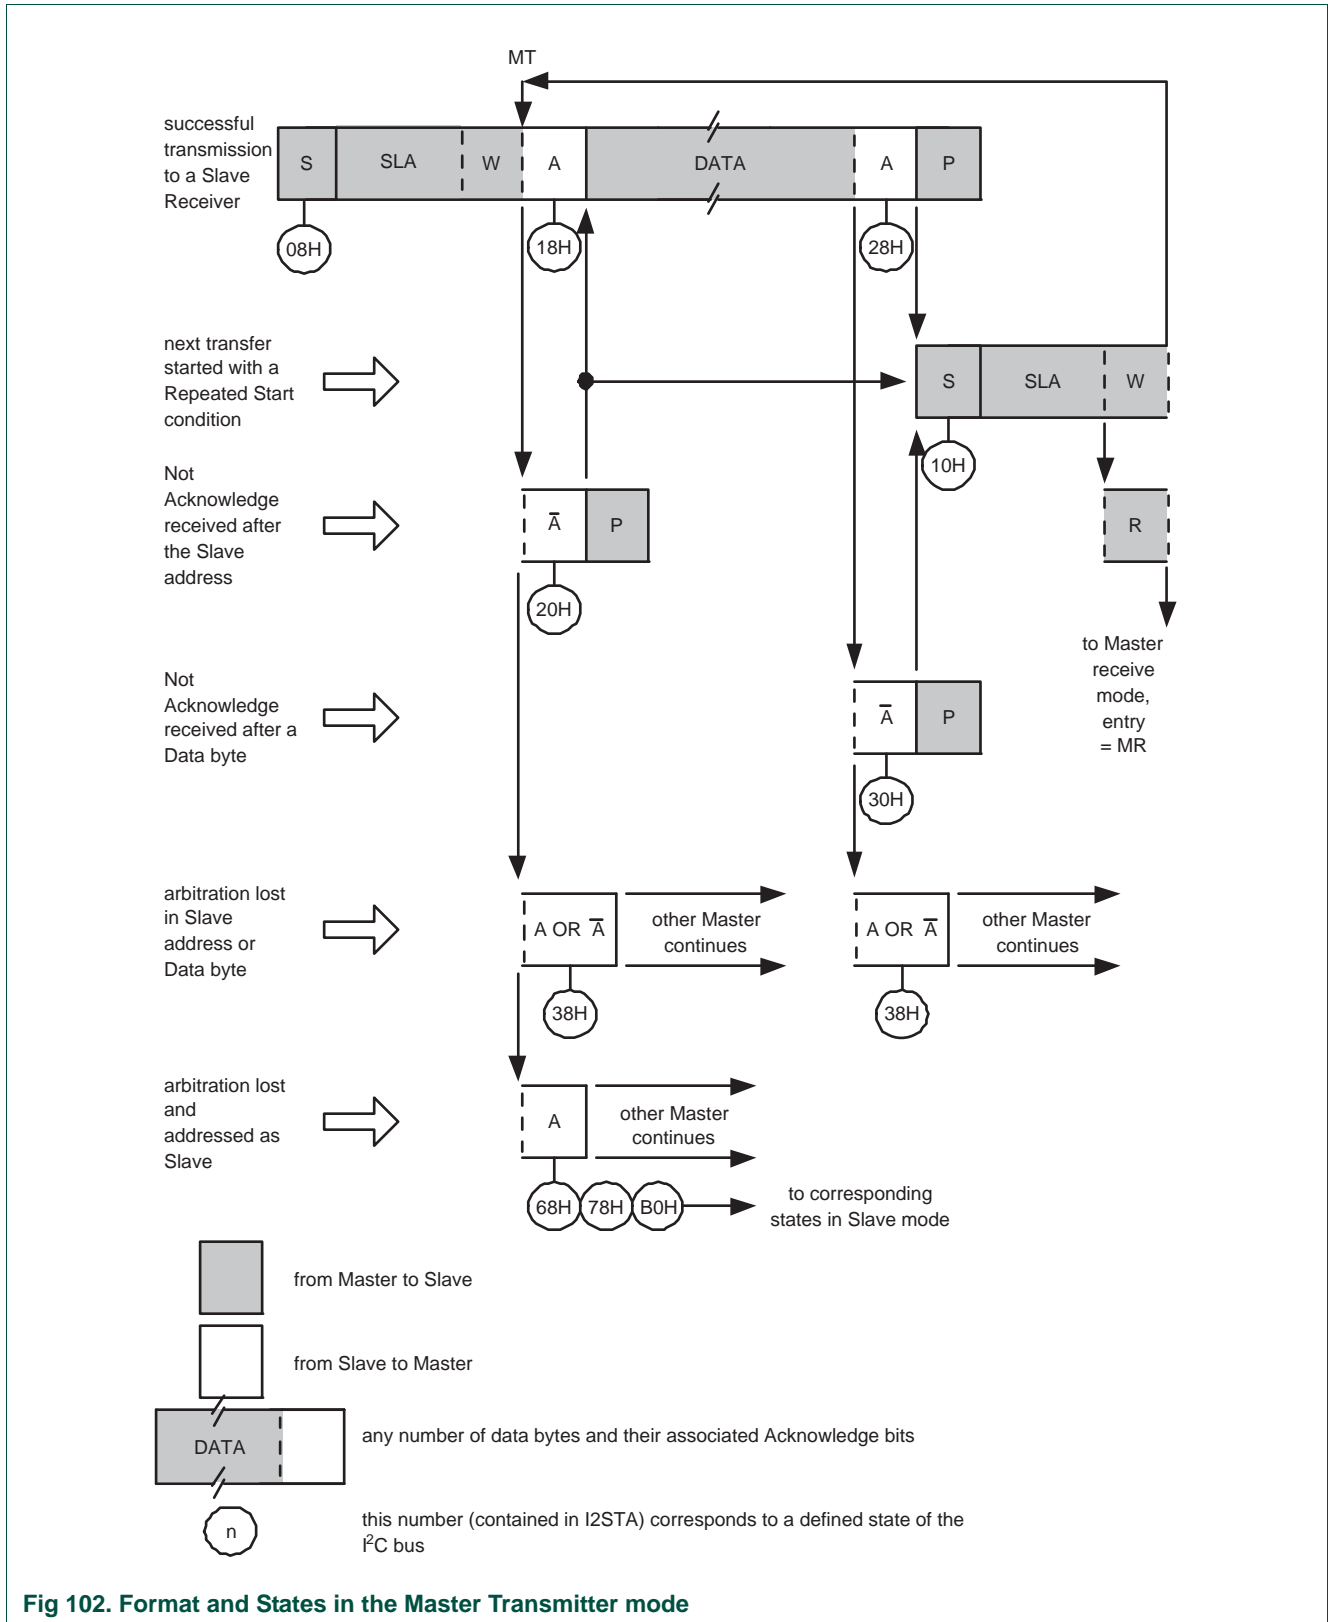 MT
successful
transmission
to a Slave
Receiver
S SLA W A DATA A P
08H 18H 28H
next transfer
started with a
Repeated Start
condition
S SLA W
10H
Not
Acknowledge
received after
the Slave
address
A̅ P
R
20H
to Master
receive
mode,
entry
= MR
Not
Acknowledge
received after a
Data byte
A̅ P
30H
arbitration lost
in Slave
address or
Data byte
A OR A̅
other Master
continues
A OR A̅
other Master
continues
38H 38H
arbitration lost
and
addressed as
Slave
A
other Master
continues
68H 78H B0H
to corresponding
states in Slave mode
from Master to Slave
from Slave to Master
DATA
any number of data bytes and their associated Acknowledge bits
n
this number (contained in I2STA) corresponds to a defined state of the
I²C bus
Fig 102. Format and States in the Master Transmitter mode